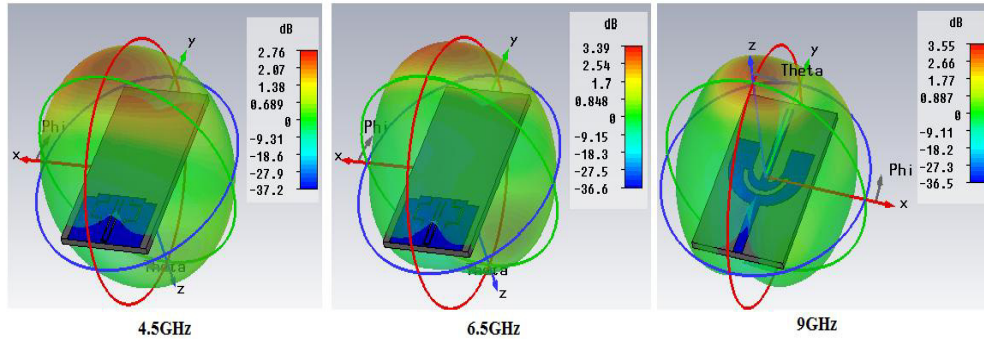 dB
2.76
2.07
1.38
0.689
0
-9.31
-18.6
-27.9
-37.2
y
Phi
x
Theta
z
4.5GHz
dB
3.39
2.54
1.7
0.848
0
-9.15
-18.3
-27.4
-36.6
y
Phi
x
Theta
z
6.5GHz
dB
3.55
2.66
1.77
0.887
0
-9.11
-18.2
-27.3
-36.5
z
y
Theta
Phi
x
9GHz